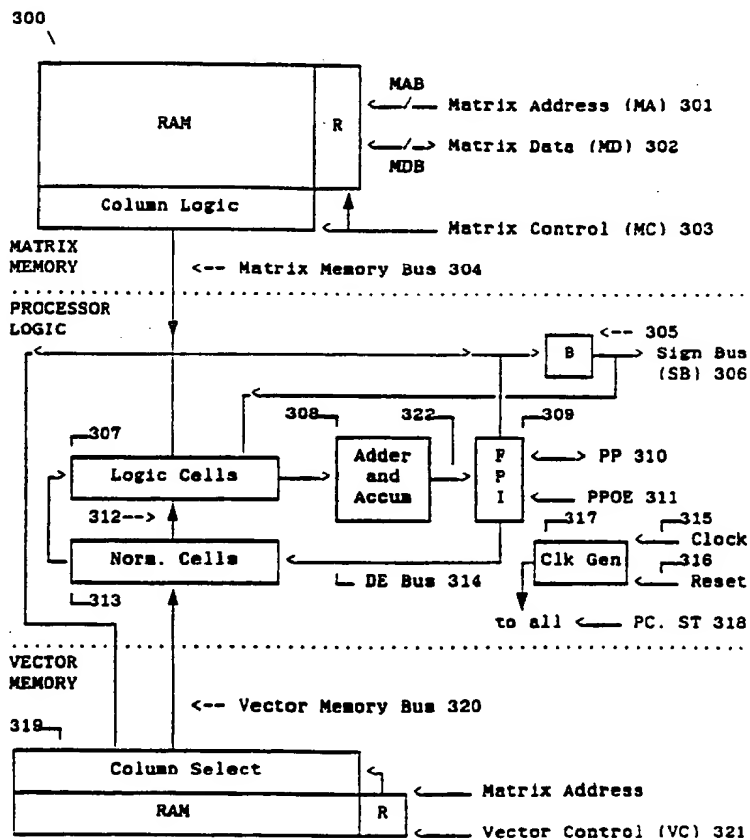 300
MAB
RAM
R
Matrix Address (MA) 301
Matrix Data (MD) 302
MDB
Column Logic
Matrix Control (MC) 303
MATRIX
MEMORY
<-- Matrix Memory Bus 304
PROCESSOR
LOGIC
<-- 305
B
Sign Bus
(SB) 306
308
322
309
307
Logic Cells
Adder
and
Accum
F
P
I
PP 310
PPOE 311
312-->
317
315
Clock
Norm. Cells
Clk Gen
316
Reset
313
DE Bus 314
to all
PC. ST 318
VECTOR
MEMORY
<-- Vector Memory Bus 320
319
Column Select
Matrix Address
RAM
R
Vector Control (VC) 321